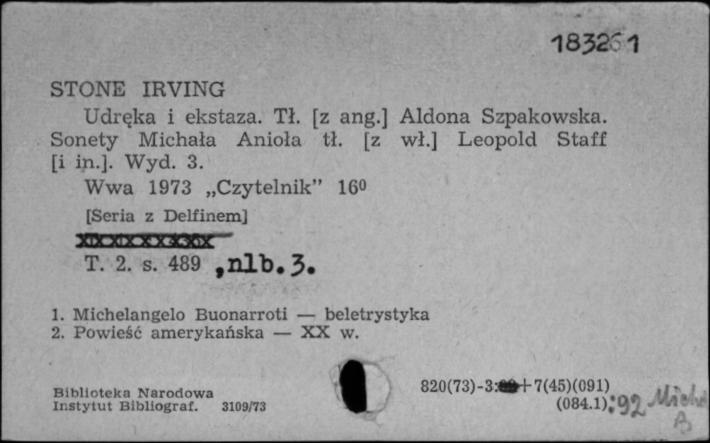 183261
STONE IRVING
Udręka i ekstaza. Tł. [z ang.] Aldona Szpakowska.
Sonety Michała Anioła tł. [z wł.] Leopold Staff
[i in.]. Wyd. 3.
Wwa 1973 „Czytelnik” 16⁰
[Seria z Delfinem]
T. 2. s. 489 , nlb. 3.
1. Michelangelo Buonarroti — beletrystyka
2. Powieść amerykańska — XX w.
Biblioteka Narodowa
Instytut Bibliograf. 3109/73
820(73)-3: +7(45)(091)
(084.1):92
B